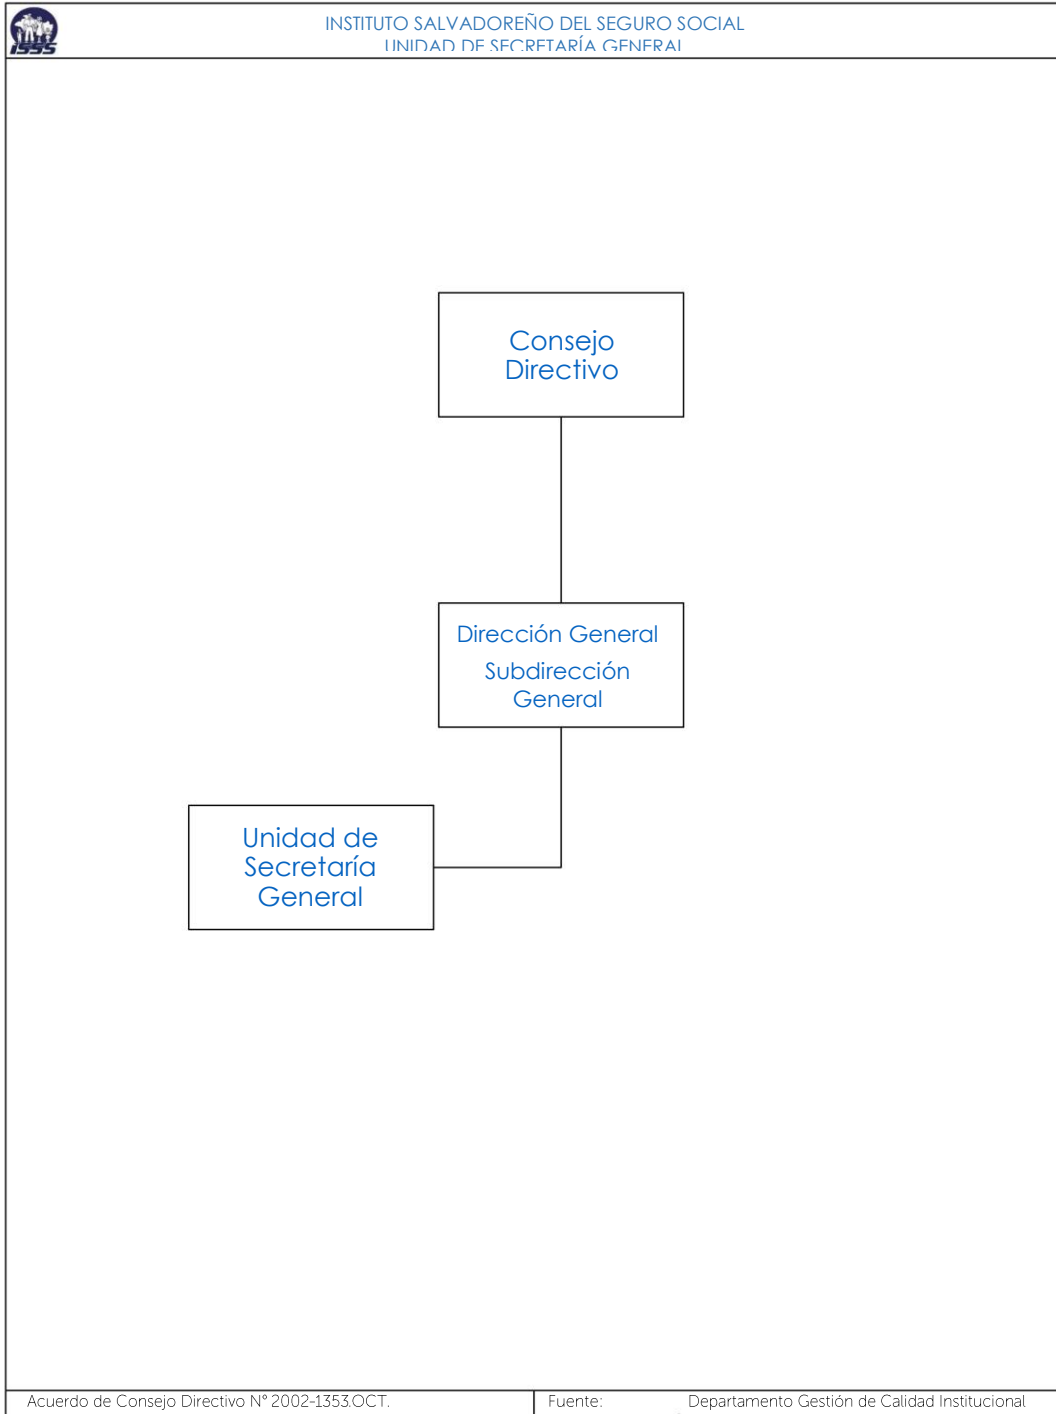 ISSS
INSTITUTO SALVADOREÑO DEL SEGURO SOCIAL
UNIDAD DE SECRETARÍA GENERAL
Consejo
Directivo
Dirección General
Subdirección
General
Unidad de
Secretaría
General
Acuerdo de Consejo Directivo N° 2002-1353.OCT.
Fuente: Departamento Gestión de Calidad Institucional